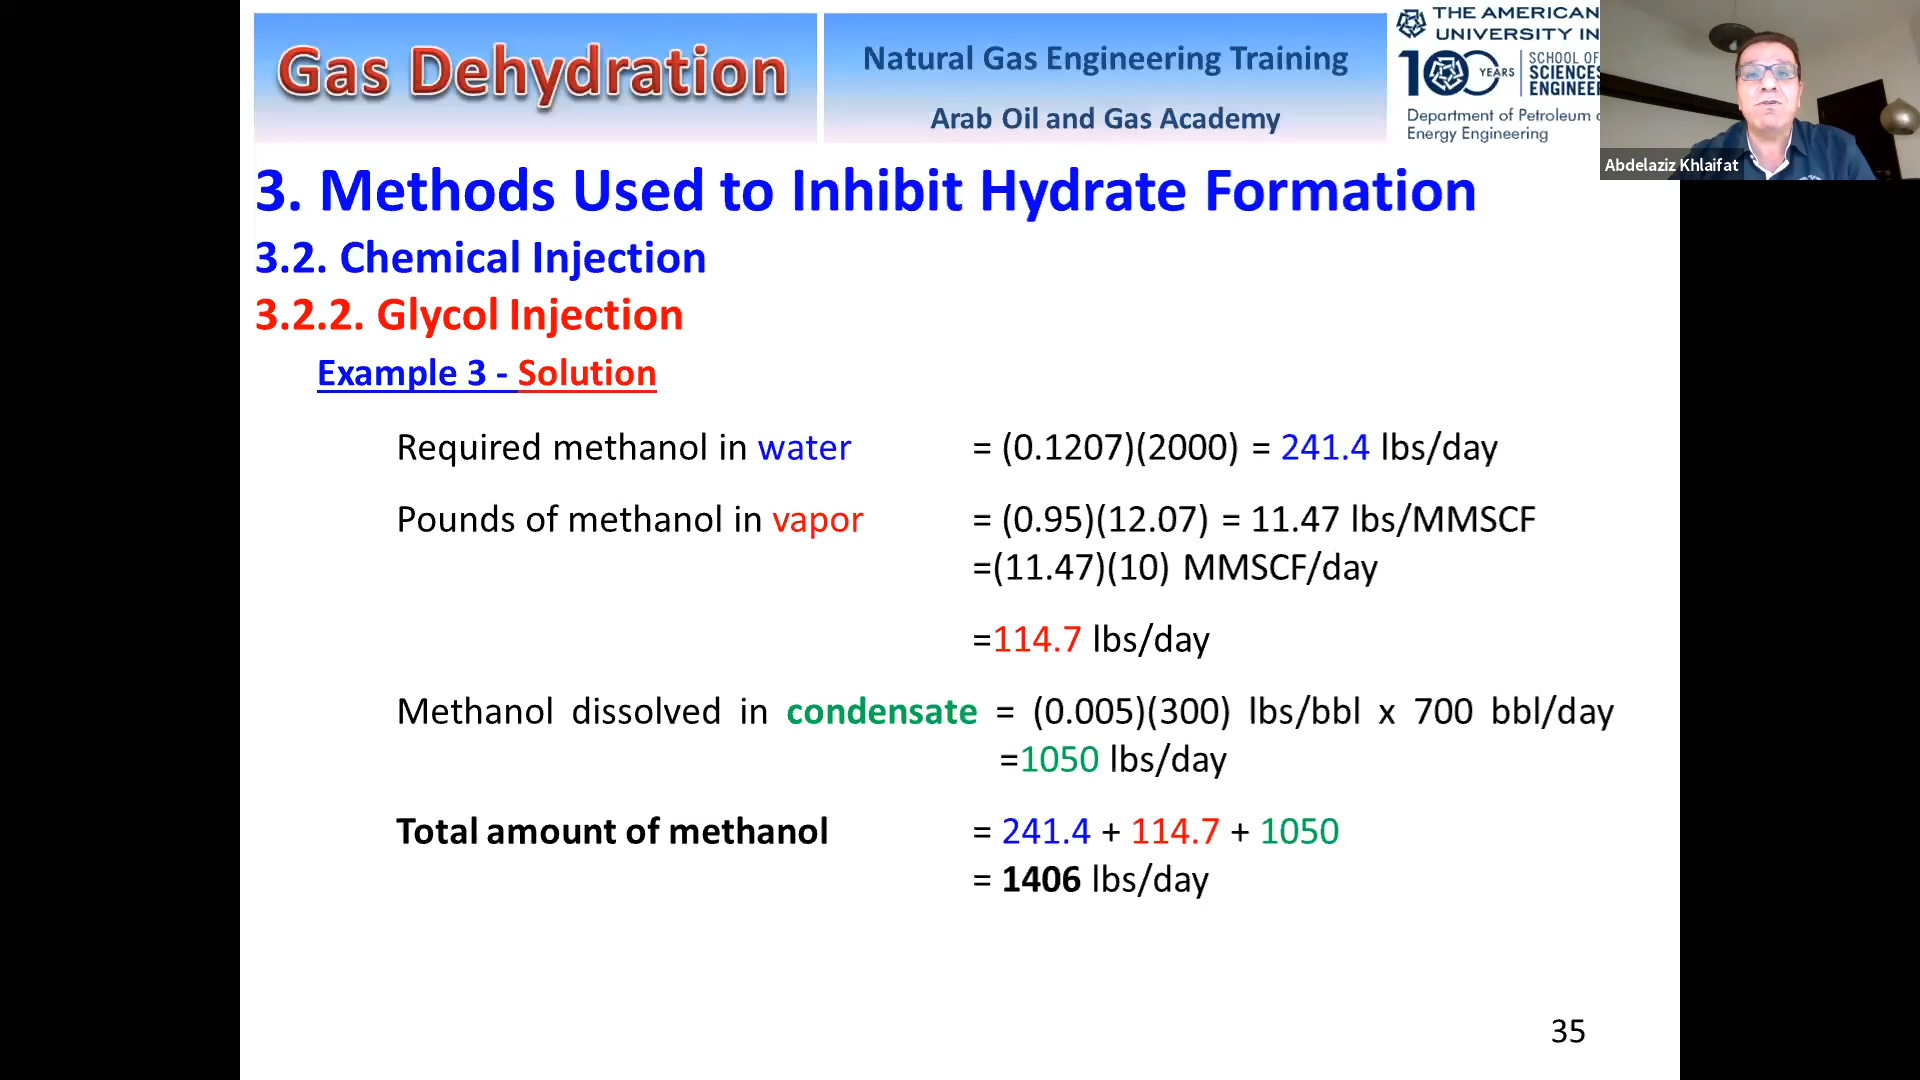 Gas Dehydration
Natural Gas Engineering Training
Arab Oil and Gas Academy
THE AMERICAN
UNIVERSITY IN
100 YEARS
SCHOOL OF
SCIENCES
Department of Petroleum
Energy Engineering
Abdelaziz Khlaifat
3. Methods Used to Inhibit Hydrate Formation
3.2. Chemical Injection
3.2.2. Glycol Injection
Example 3 - Solution
Required methanol in water = (0.1207)(2000) = 241.4 lbs/day
Pounds of methanol in vapor = (0.95)(12.07) = 11.47 lbs/MMSCF
=(11.47)(10) MMSCF/day
=114.7 lbs/day
Methanol dissolved in condensate = (0.005)(300) lbs/bbl x 700 bbl/day
=1050 lbs/day
Total amount of methanol = 241.4 + 114.7 + 1050
= 1406 lbs/day
35